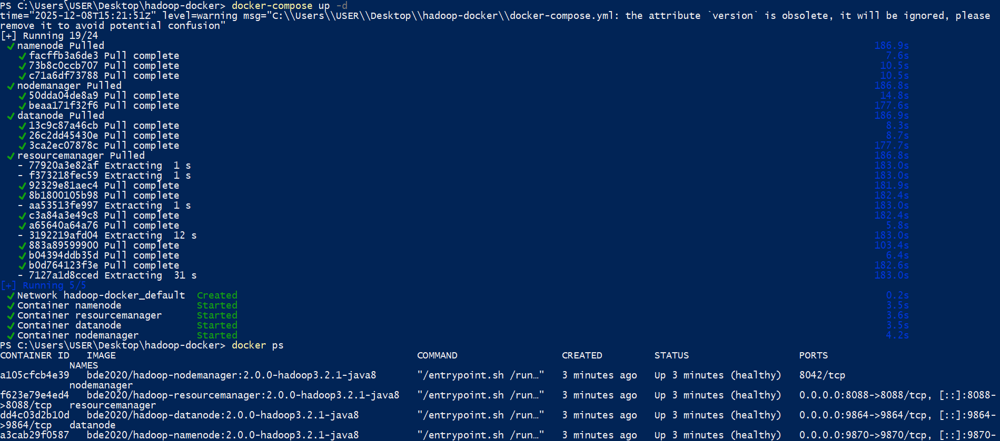 PS C:\Users\USER\Desktop\hadoop-docker> docker-compose up -d
time="2025-12-08T15:21:51Z" level=warning msg="C:\\Users\\USER\\Desktop\\hadoop-docker\\docker-compose.yml: the attribute `version` is obsolete, it will be ignored, please
remove it to avoid potential confusion"
[+] Running 19/24
✔ namenode Pulled 186.9s
✔ facffb3a6de3 Pull complete 7.6s
✔ 73b8c0ccb707 Pull complete 10.5s
✔ c71a6df73788 Pull complete 10.5s
✔ nodemanager Pulled 186.8s
✔ 50dda04de8a9 Pull complete 14.8s
✔ beaa171f32f6 Pull complete 177.6s
✔ datanode Pulled 186.9s
✔ 13c9c87a46cb Pull complete 8.3s
✔ 26c2dd45430e Pull complete 8.7s
✔ 3ca2ec07878c Pull complete 177.7s
✔ resourcemanager Pulled 186.8s
- 77920a3e82af Extracting 1 s 183.0s
- f373218fec59 Extracting 1 s 183.0s
✔ 92329e81aec4 Pull complete 181.9s
✔ 8b1800105b98 Pull complete 182.4s
- aa53513fe997 Extracting 1 s 183.0s
✔ c3a84a3e49c8 Pull complete 182.4s
✔ a65640a64a76 Pull complete 5.8s
- 3192219afd04 Extracting 12 s 183.0s
✔ 883a89599900 Pull complete 103.4s
✔ b04394ddb35d Pull complete 6.4s
✔ b0d764123f3e Pull complete 182.6s
- 7127a1d8cced Extracting 31 s 183.0s
[+] Running 5/5
✔ Network hadoop-docker_default Created 0.2s
✔ Container namenode Started 3.5s
✔ Container resourcemanager Started 3.6s
✔ Container datanode Started 3.5s
✔ Container nodemanager Started 4.2s
PS C:\Users\USER\Desktop\hadoop-docker> docker ps
CONTAINER ID IMAGE COMMAND CREATED STATUS PORTS
NAMES
a105cfcb4e39 bde2020/hadoop-nodemanager:2.0.0-hadoop3.2.1-java8 "/entrypoint.sh /run…" 3 minutes ago Up 3 minutes (healthy) 8042/tcp
nodemanager
f623e79e4ed4 bde2020/hadoop-resourcemanager:2.0.0-hadoop3.2.1-java8 "/entrypoint.sh /run…" 3 minutes ago Up 3 minutes (healthy) 0.0.0.0:8088->8088/tcp, [::]:8088-
>8088/tcp resourcemanager
dd4c03d2b10d bde2020/hadoop-datanode:2.0.0-hadoop3.2.1-java8 "/entrypoint.sh /run…" 3 minutes ago Up 3 minutes (healthy) 0.0.0.0:9864->9864/tcp, [::]:9864-
>9864/tcp datanode
a3cab29f0587 bde2020/hadoop-namenode:2.0.0-hadoop3.2.1-java8 "/entrypoint.sh /run…" 3 minutes ago Up 3 minutes (healthy) 0.0.0.0:9870->9870/tcp, [::]:9870-